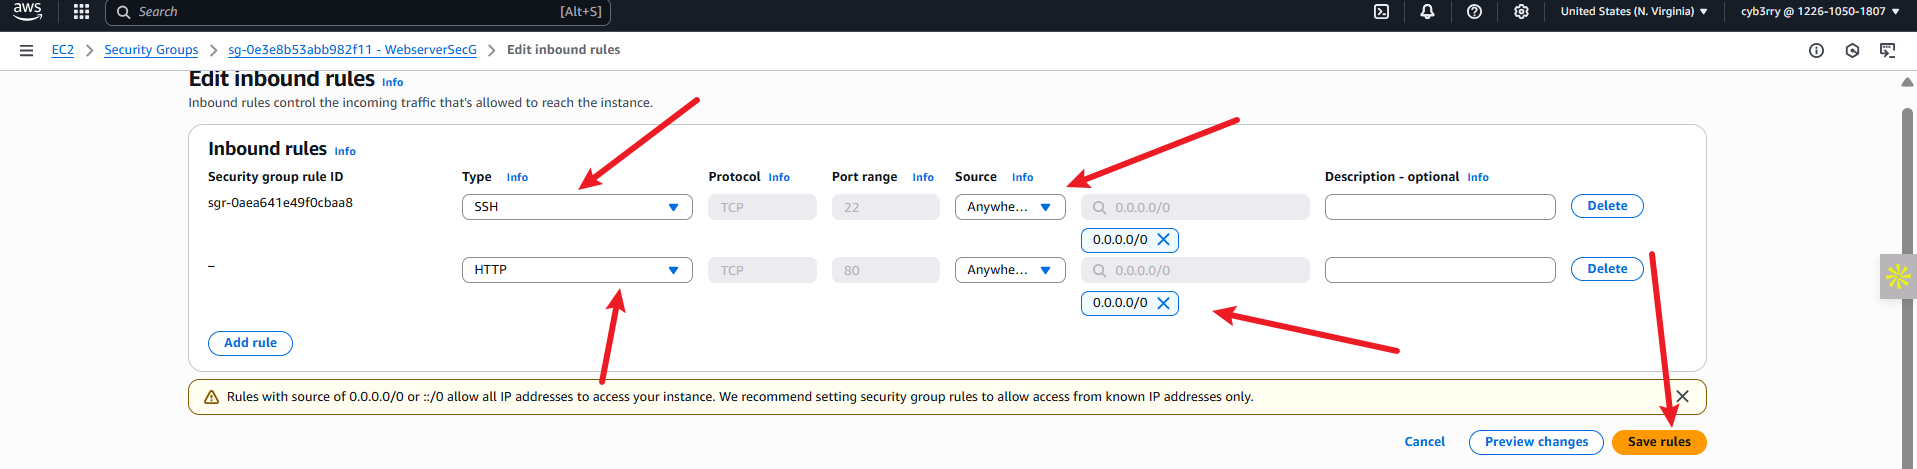 aws Search [Alt+S] United States (N. Virginia) cyb3rry @ 1226-1050-1807
EC2 Security Groups sg-0e3e8b53abb982f11 - WebserverSecG Edit inbound rules
Edit inbound rules Info
Inbound rules control the incoming traffic that's allowed to reach the instance.
Inbound rules Info
Security group rule ID Type Info Protocol Info Port range Info Source Info Description - optional Info
sgr-0aea641e49f0cbaa8 SSH TCP 22 Anywhe... 0.0.0.0/0 Delete
0.0.0.0/0
– HTTP TCP 80 Anywhe... 0.0.0.0/0 Delete
0.0.0.0/0
Add rule
Rules with source of 0.0.0.0/0 or ::/0 allow all IP addresses to access your instance. We recommend setting security group rules to allow access from known IP addresses only.
Cancel Preview changes Save rules